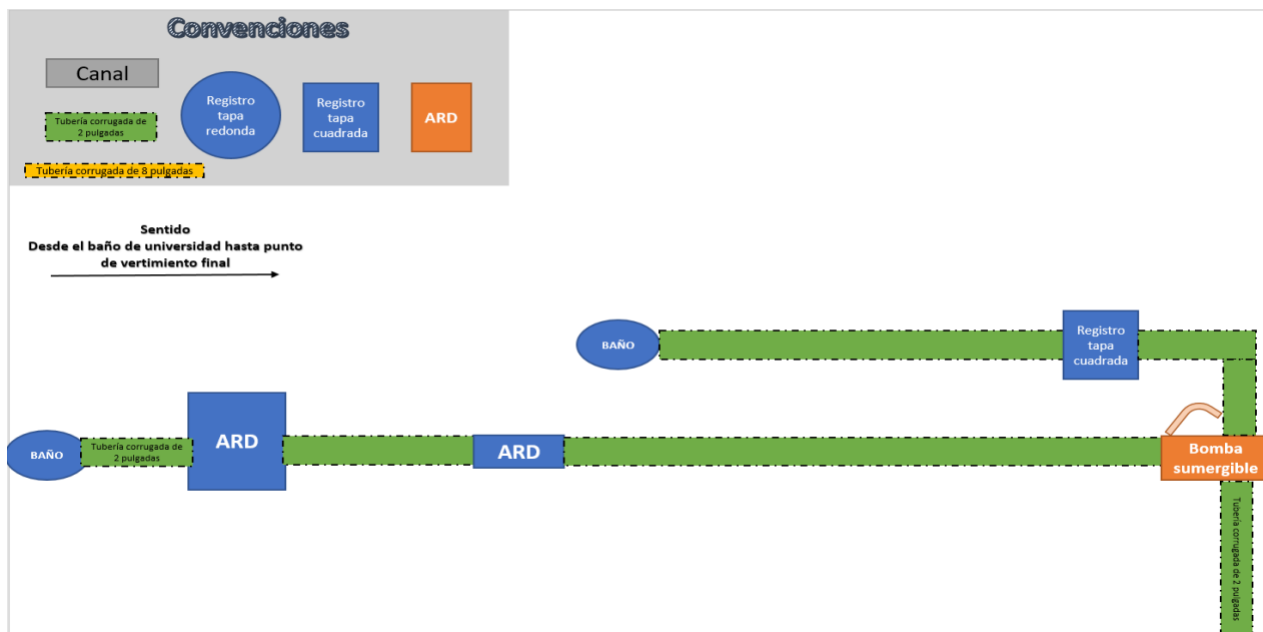 Convenciones
Canal
Tubería corrugada de
2 pulgadas
Tubería corrugada de 8 pulgadas
Registro
tapa
redonda
Registro
tapa
cuadrada
ARD
Sentido
Desde el baño de universidad hasta punto
de vertimiento final
BAÑO
Registro
tapa
cuadrada
BAÑO
Tubería corrugada de
2 pulgadas
ARD
ARD
Bomba
sumergible
Tubería corrugada de 2 pulgadas